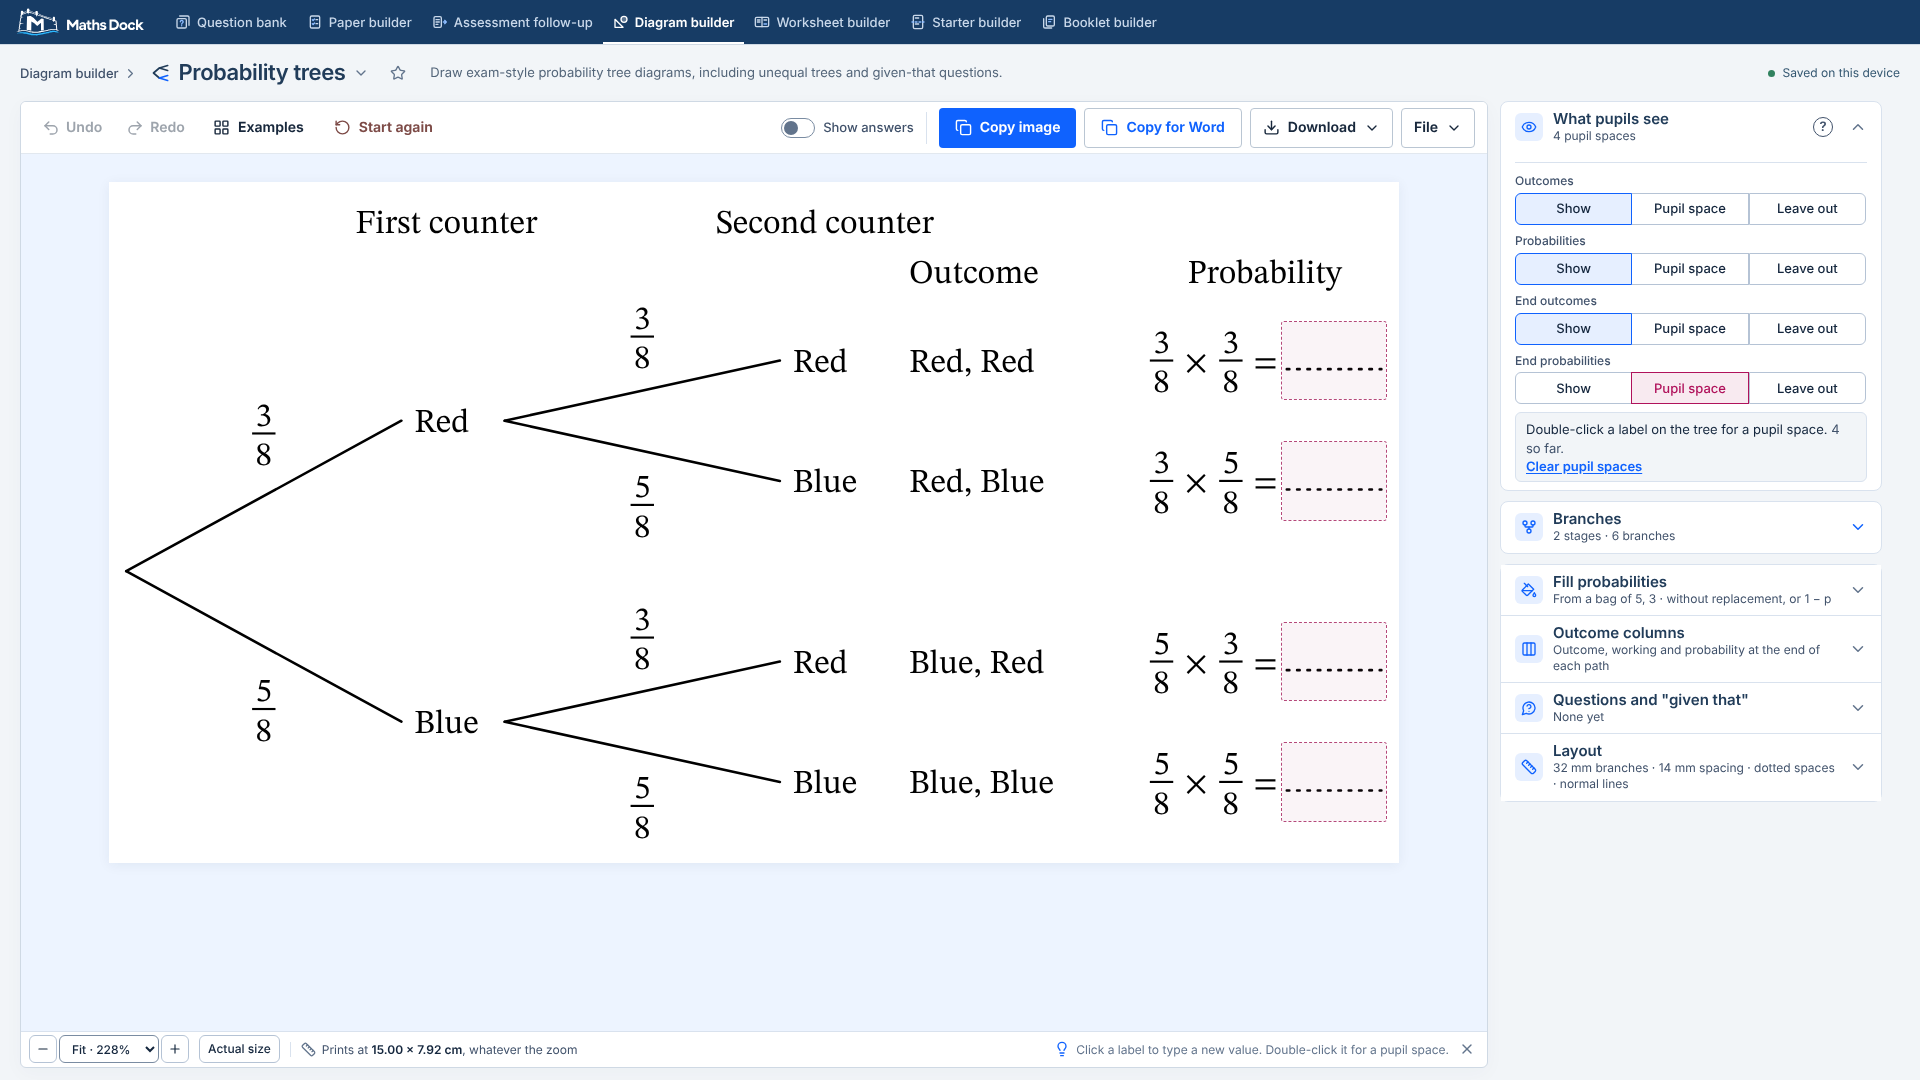 Maths Dock
Question bank
Paper builder
Assessment follow-up
Diagram builder
Worksheet builder
Starter builder
Booklet builder
Diagram builder
Probability trees
Draw exam-style probability tree diagrams, including unequal trees and given-that questions.
Saved on this device
Undo
Redo
Examples
Start again
Show answers
Copy image
Copy for Word
Download
File
First counter
Second counter
Outcome
Probability
3/8
Red
3/8
Red
Red, Red
3/8 × 3/8 = ..........
5/8
Blue
Red, Blue
3/8 × 5/8 = ..........
5/8
Blue
3/8
Red
Blue, Red
5/8 × 3/8 = ..........
5/8
Blue
Blue, Blue
5/8 × 5/8 = ..........
What pupils see
4 pupil spaces
?
Outcomes
Show
Pupil space
Leave out
Probabilities
Show
Pupil space
Leave out
End outcomes
Show
Pupil space
Leave out
End probabilities
Show
Pupil space
Leave out
Double-click a label on the tree for a pupil space. 4
so far.
Clear pupil spaces
Branches
2 stages · 6 branches
Fill probabilities
From a bag of 5, 3 · without replacement, or 1 − p
Outcome columns
Outcome, working and probability at the end of
each path
Questions and "given that"
None yet
Layout
32 mm branches · 14 mm spacing · dotted spaces
· normal lines
−
Fit · 228%
+
Actual size
Prints at 15.00 × 7.92 cm, whatever the zoom
Click a label to type a new value. Double-click it for a pupil space.